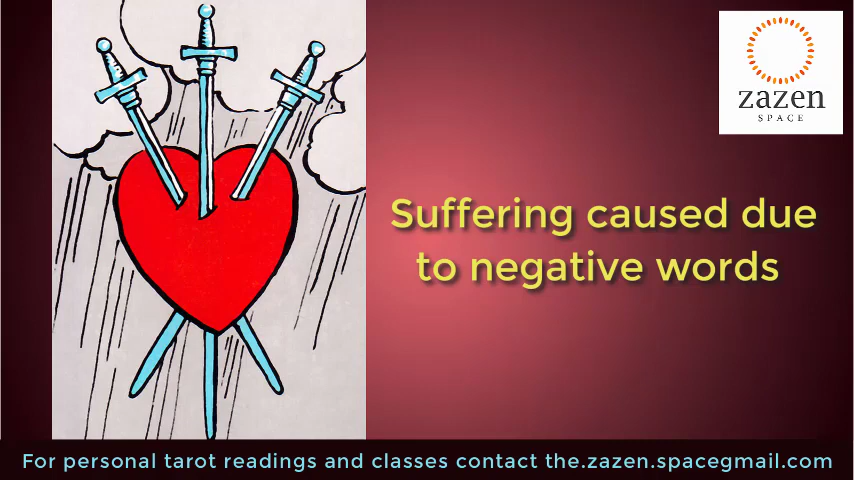 zazen
SPACE
Suffering caused due
to negative words
For personal tarot readings and classes contact the.zazen.spacegmail.com